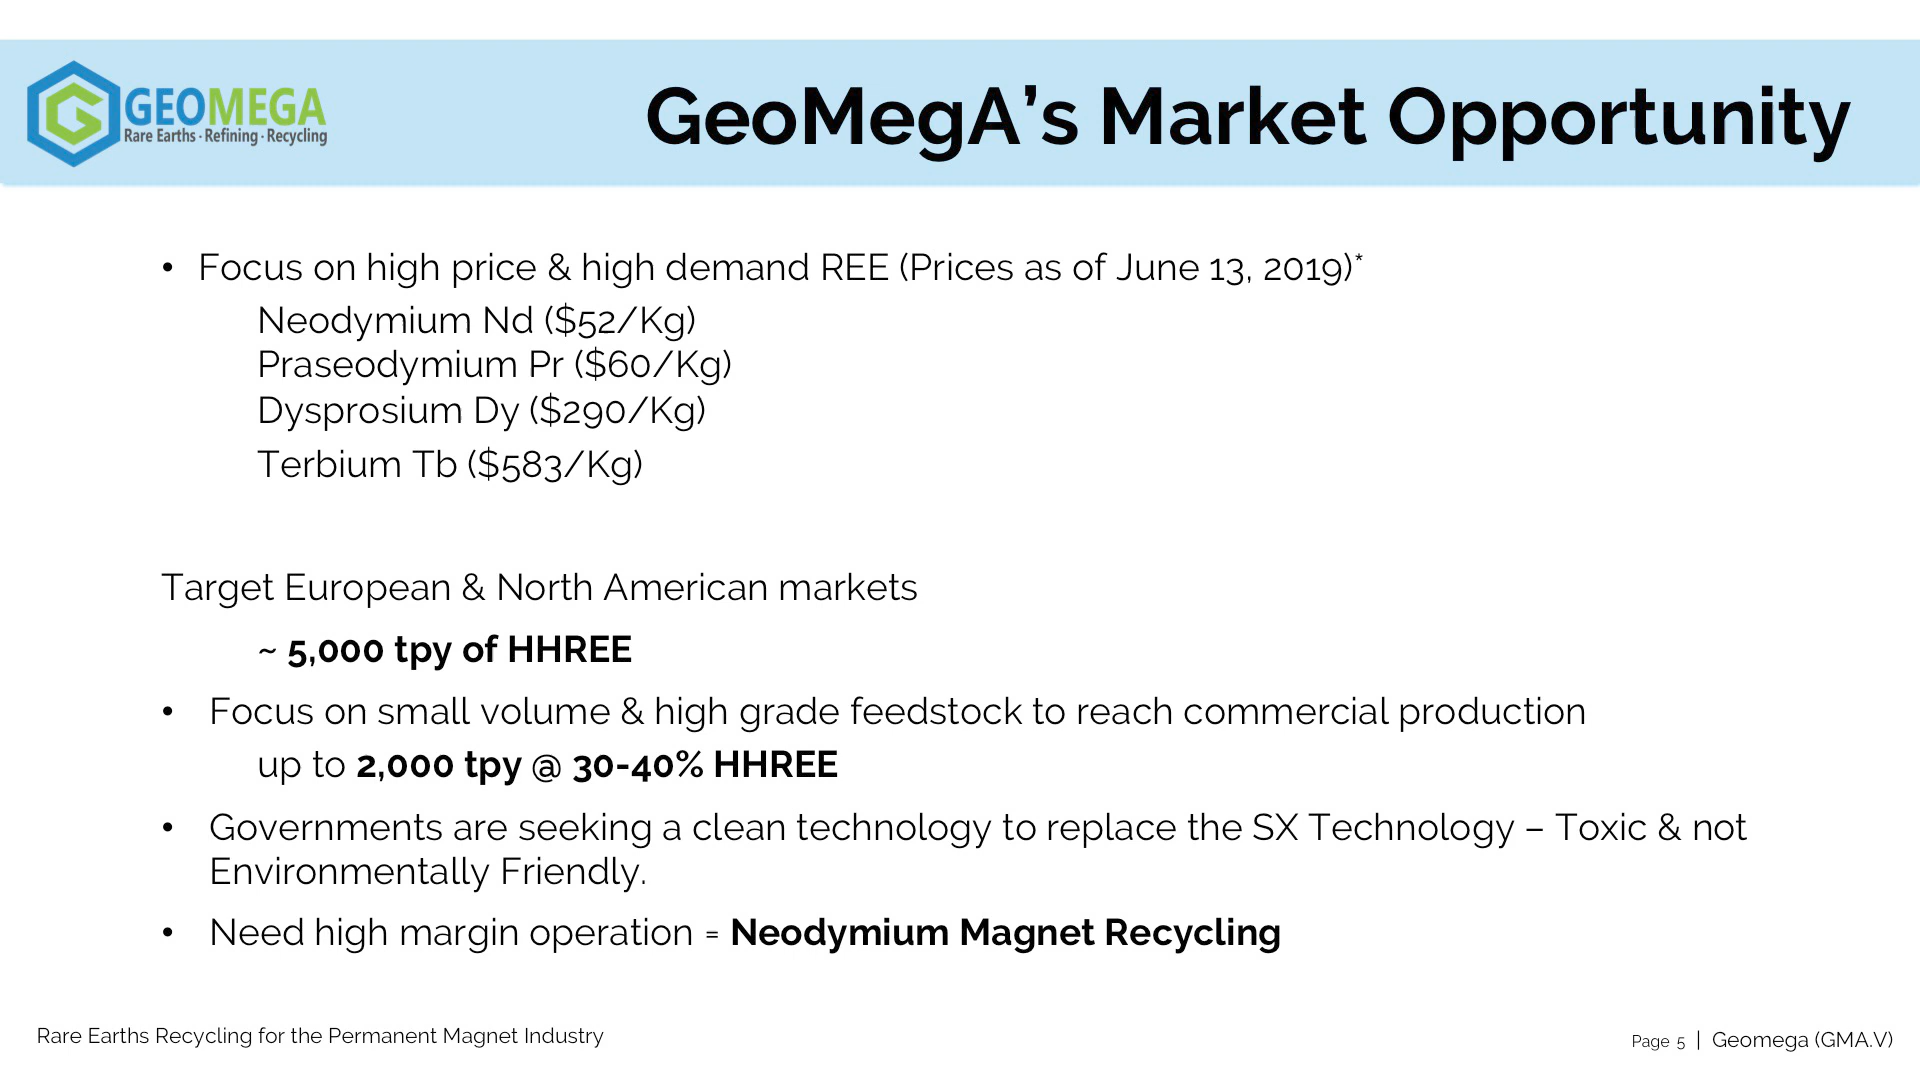 GEOMEGA
Rare Earths · Refining · Recycling
GeoMegA’s Market Opportunity
• Focus on high price & high demand REE (Prices as of June 13, 2019)*
Neodymium Nd ($52/Kg)
Praseodymium Pr ($60/Kg)
Dysprosium Dy ($290/Kg)
Terbium Tb ($583/Kg)
Target European & North American markets
~ 5,000 tpy of HHREE
• Focus on small volume & high grade feedstock to reach commercial production
up to 2,000 tpy @ 30-40% HHREE
• Governments are seeking a clean technology to replace the SX Technology – Toxic & not
Environmentally Friendly.
• Need high margin operation = Neodymium Magnet Recycling
Rare Earths Recycling for the Permanent Magnet Industry
Page 5 | Geomega (GMA.V)